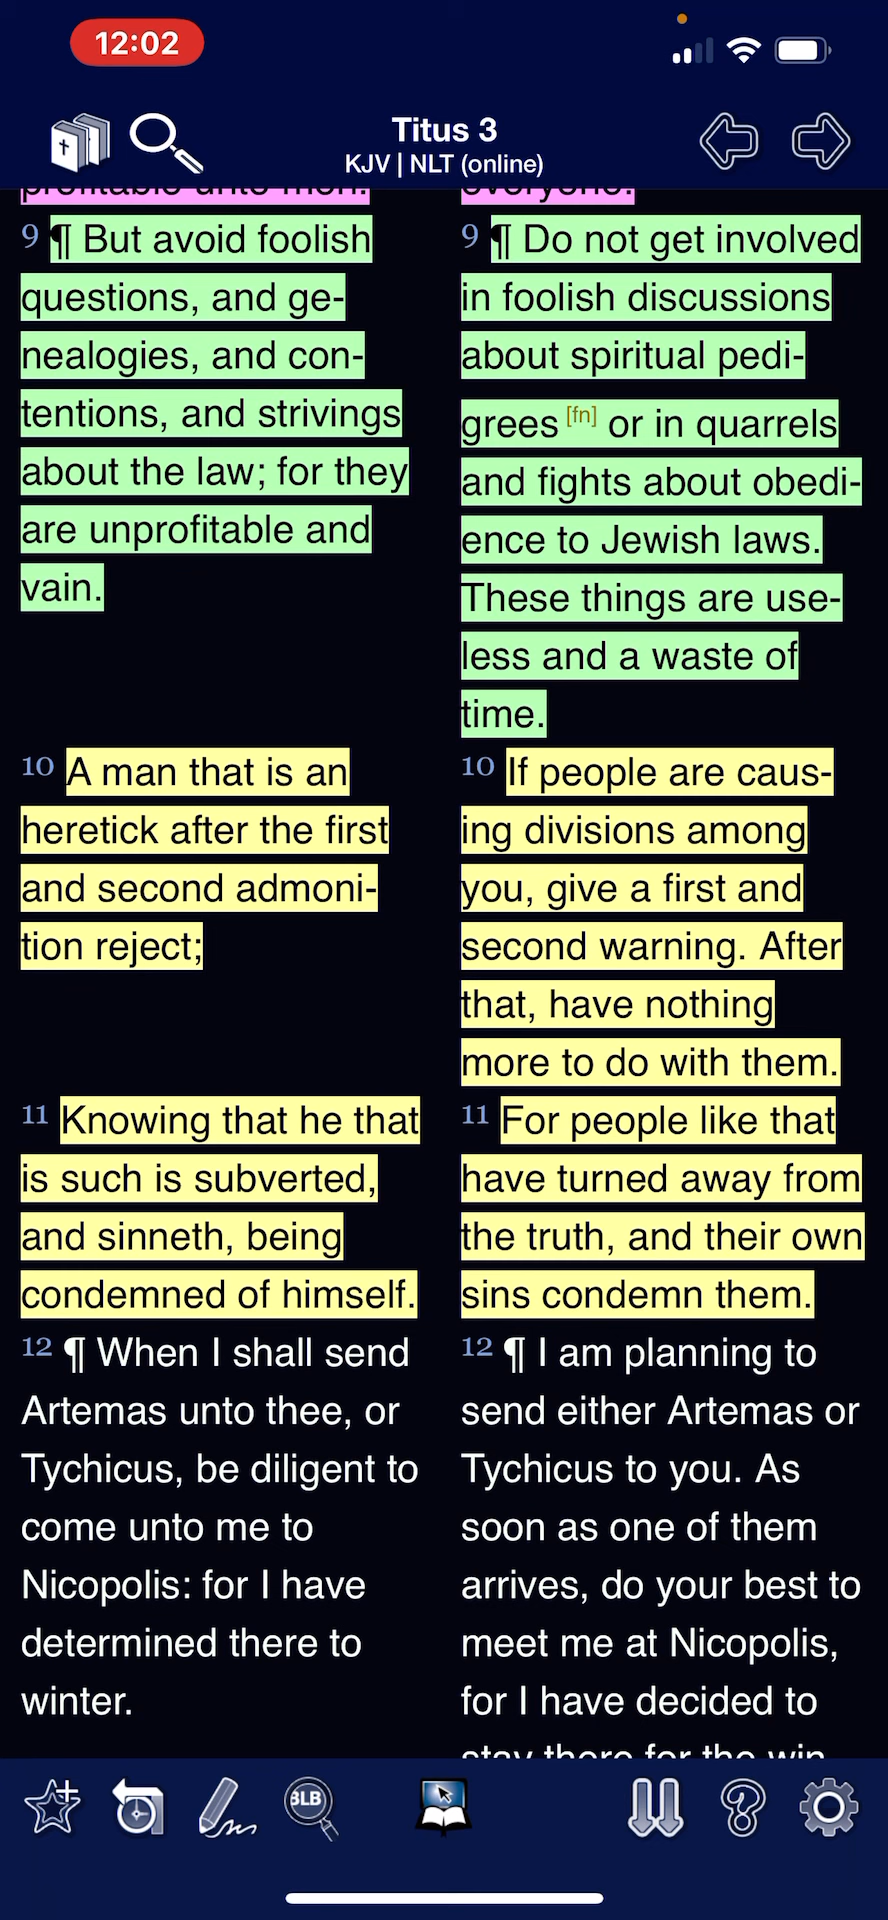 12:02
Titus 3
KJV | NLT (online)
profitable unto men.
9 ¶ But avoid foolish
questions, and ge-
nealogies, and con-
tentions, and strivings
about the law; for they
are unprofitable and
vain.
10 A man that is an
heretick after the first
and second admoni-
tion reject;
11 Knowing that he that
is such is subverted,
and sinneth, being
condemned of himself.
12 ¶ When I shall send
Artemas unto thee, or
Tychicus, be diligent to
come unto me to
Nicopolis: for I have
determined there to
winter.
everyone.
9 ¶ Do not get involved
in foolish discussions
about spiritual pedi-
grees [fn] or in quarrels
and fights about obedi-
ence to Jewish laws.
These things are use-
less and a waste of
time.
10 If people are caus-
ing divisions among
you, give a first and
second warning. After
that, have nothing
more to do with them.
11 For people like that
have turned away from
the truth, and their own
sins condemn them.
12 ¶ I am planning to
send either Artemas or
Tychicus to you. As
soon as one of them
arrives, do your best to
meet me at Nicopolis,
for I have decided to
stay there for the win
BLB